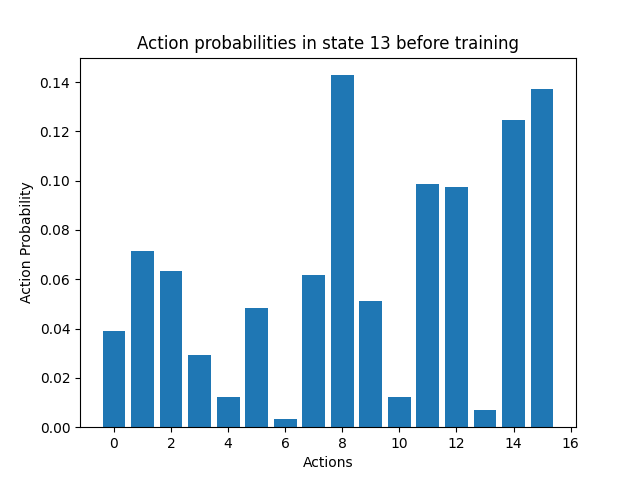 Action probabilities in state 13 before training
0.14
0.12
0.10
0.08
0.06
0.04
0.02
0.00
Action Probability
0 2 4 6 8 10 12 14 16
Actions